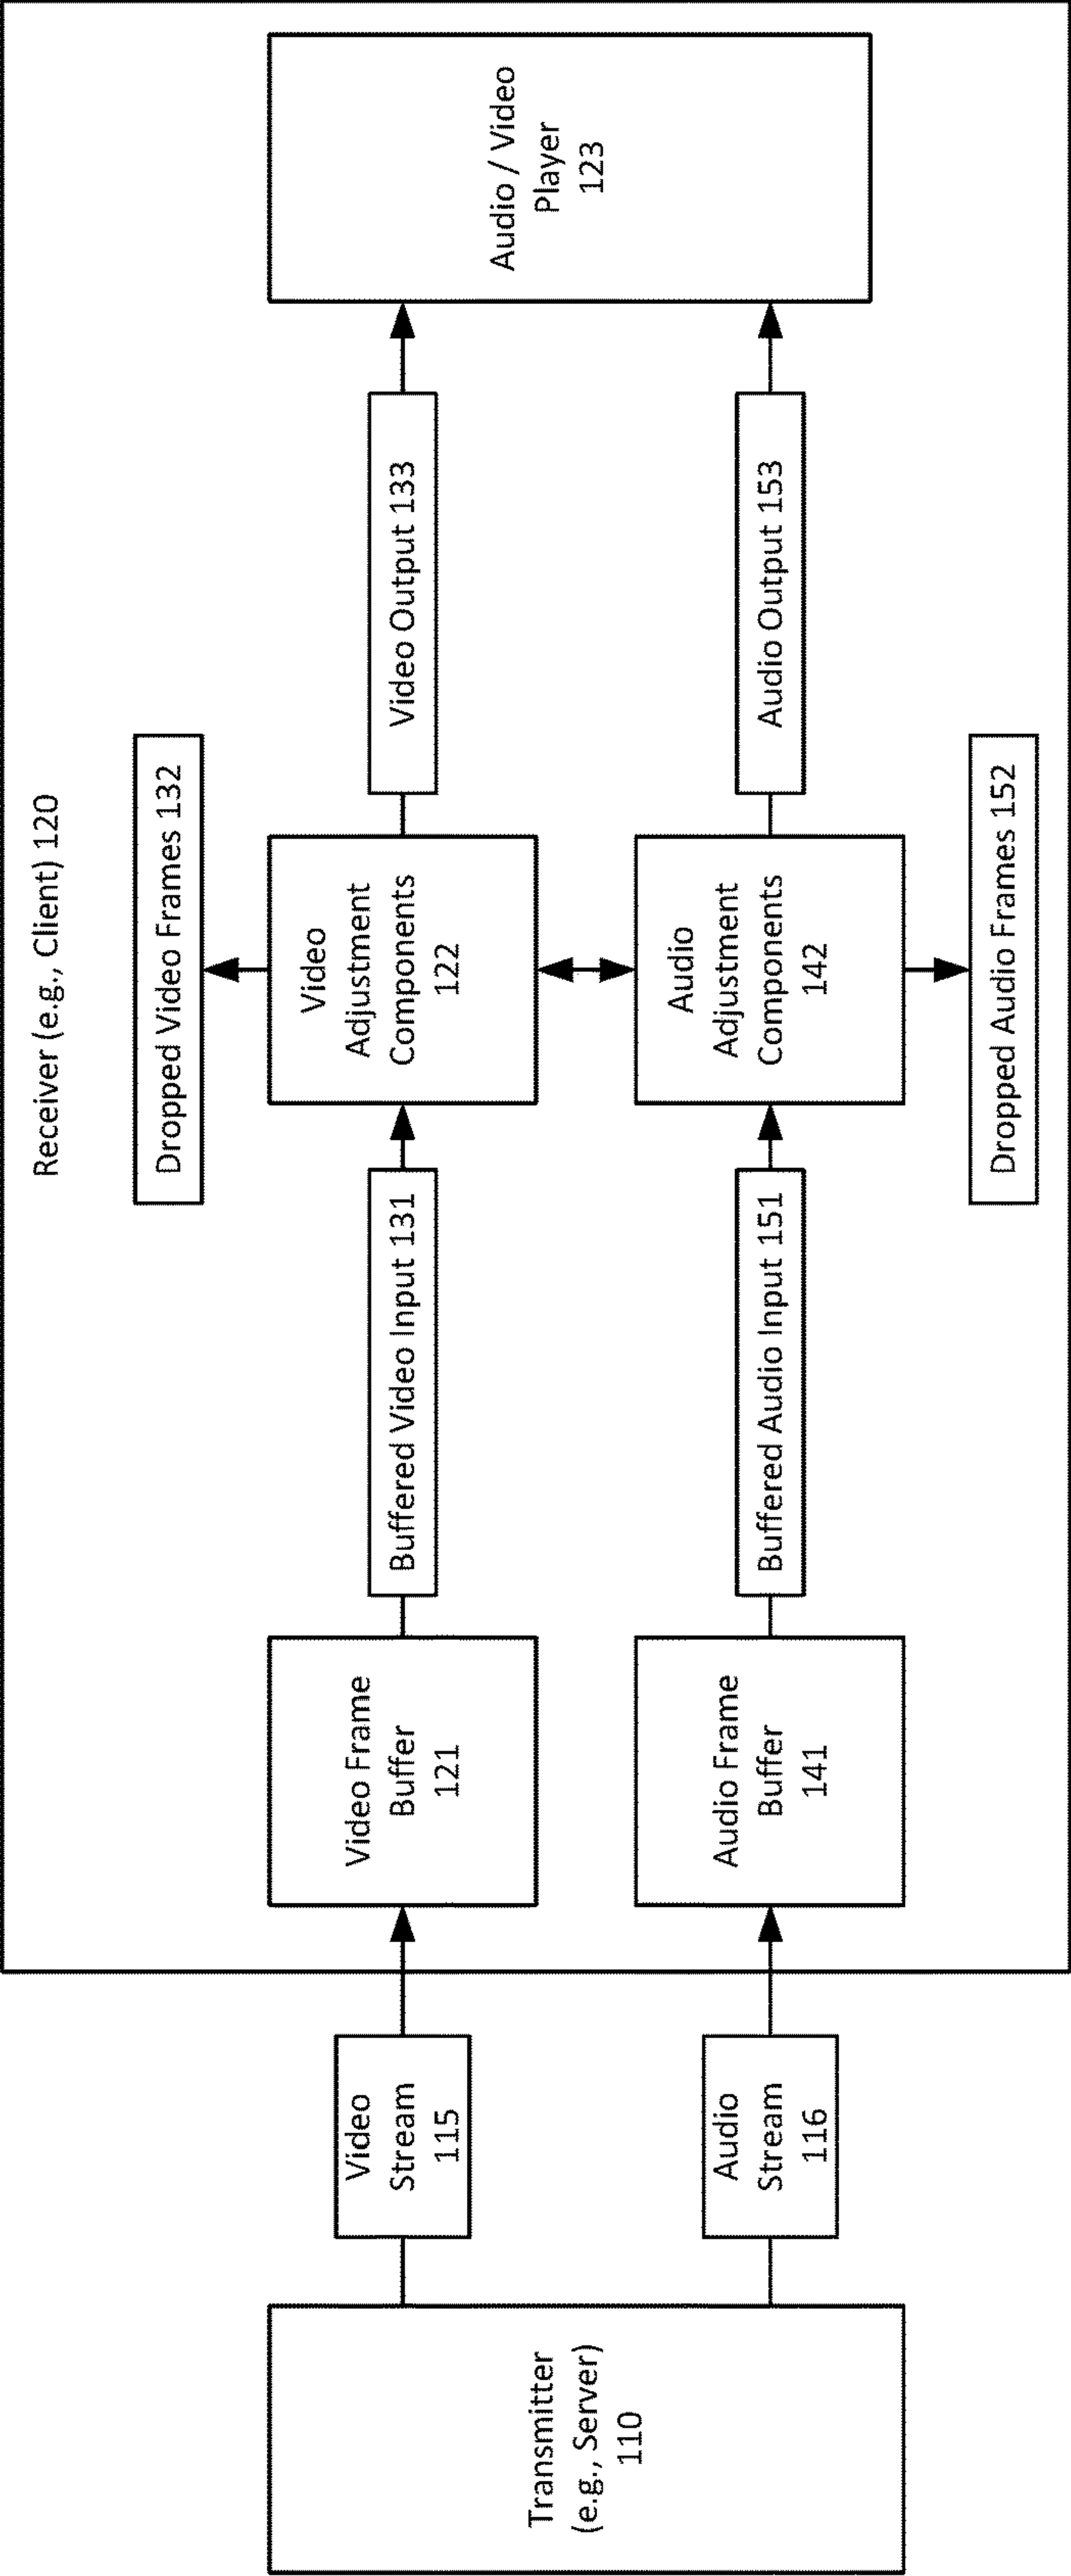 Receiver (e.g., Client) 120
Dropped Video Frames 132
Transmitter
(e.g., Server)
110
Video
Stream
115
Video Frame
Buffer
121
Buffered Video Input 131
Video
Adjustment
Components
122
Video Output 133
Audio / Video
Player
123
Audio
Stream
116
Audio Frame
Buffer
141
Buffered Audio Input 151
Audio
Adjustment
Components
142
Audio Output 153
Dropped Audio Frames 152